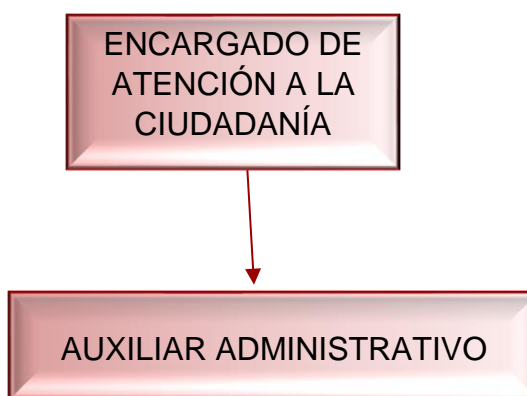 ENCARGADO DE
ATENCIÓN A LA
CIUDADANÍA
AUXILIAR ADMINISTRATIVO